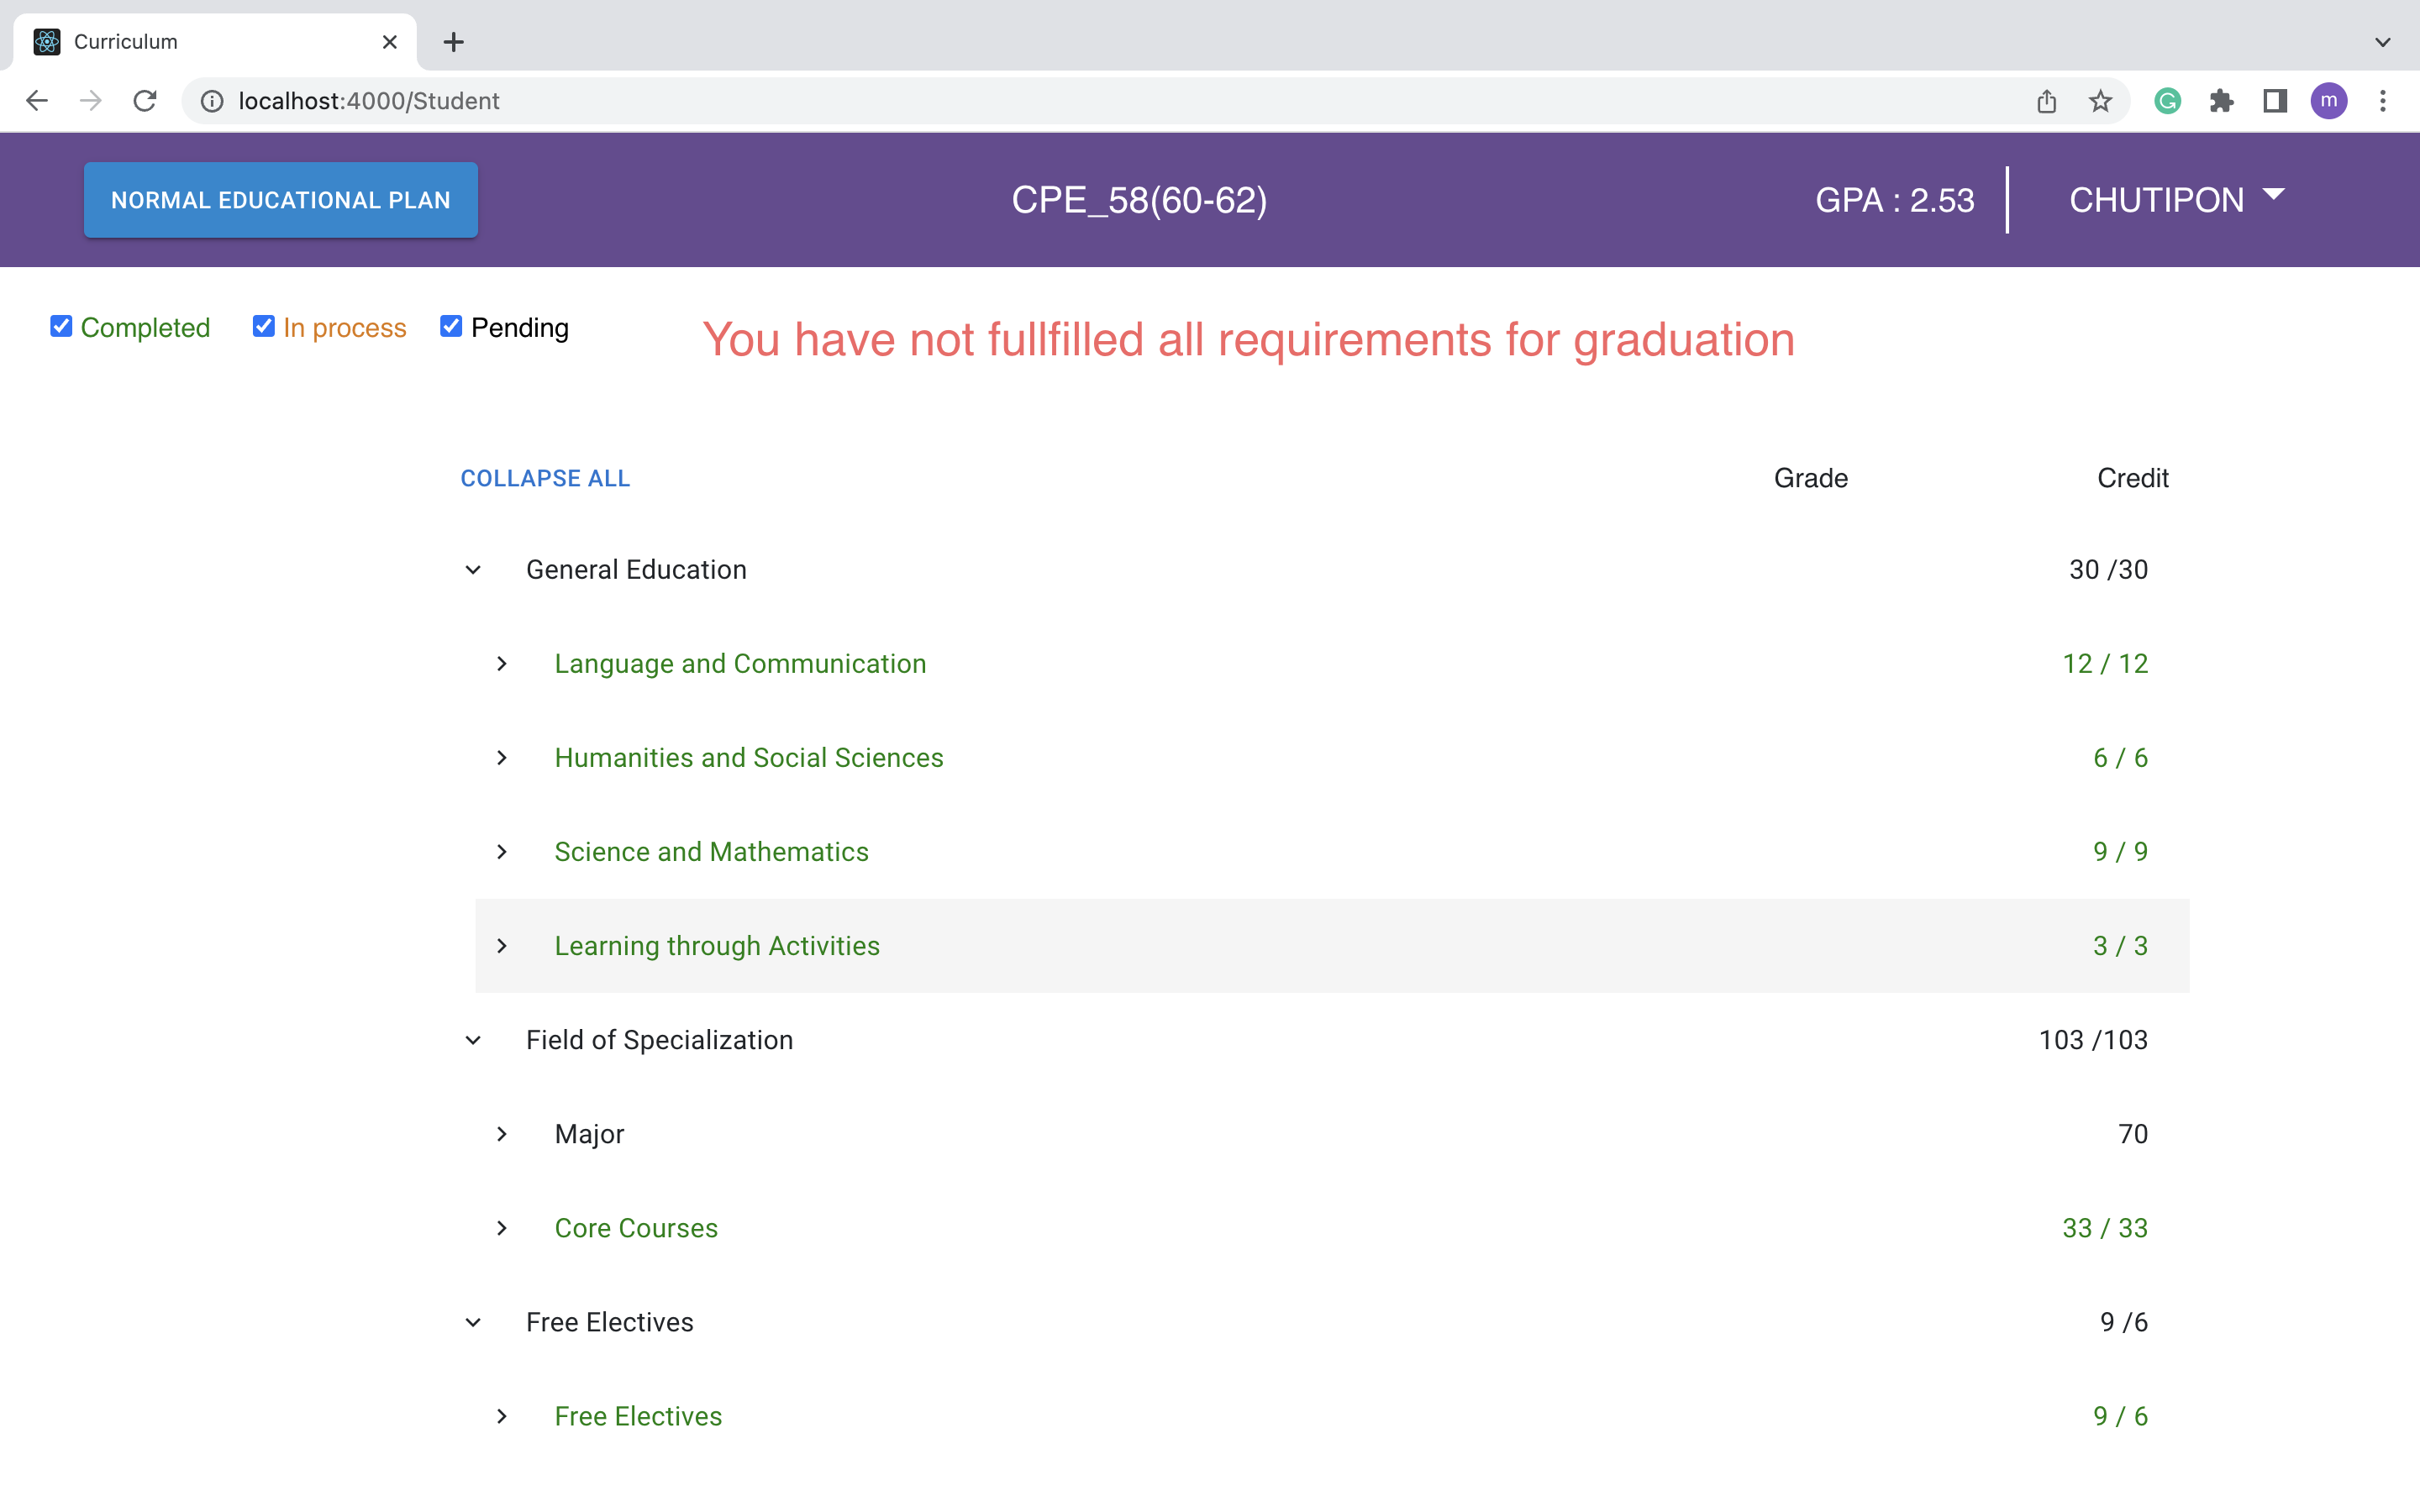 Curriculum
localhost:4000/Student
m
NORMAL EDUCATIONAL PLAN
CPE_58(60-62)
GPA : 2.53
CHUTIPON
Completed
In process
Pending
You have not fullfilled all requirements for graduation
COLLAPSE ALL
Grade
Credit
General Education
30 /30
Language and Communication
12 / 12
Humanities and Social Sciences
6 / 6
Science and Mathematics
9 / 9
Learning through Activities
3 / 3
Field of Specialization
103 /103
Major
70
Core Courses
33 / 33
Free Electives
9 /6
Free Electives
9 / 6